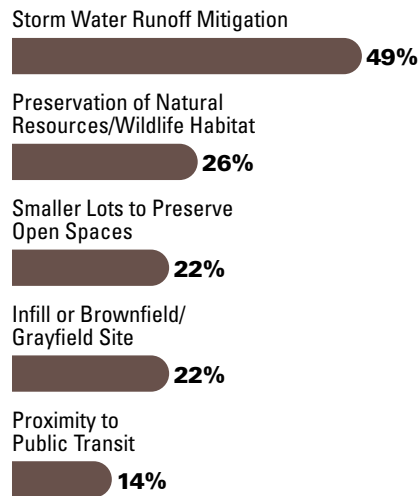 Storm Water Runoff Mitigation
49%
Preservation of Natural
Resources/Wildlife Habitat
26%
Smaller Lots to Preserve
Open Spaces
22%
Infill or Brownfield/
Grayfield Site
22%
Proximity to
Public Transit
14%